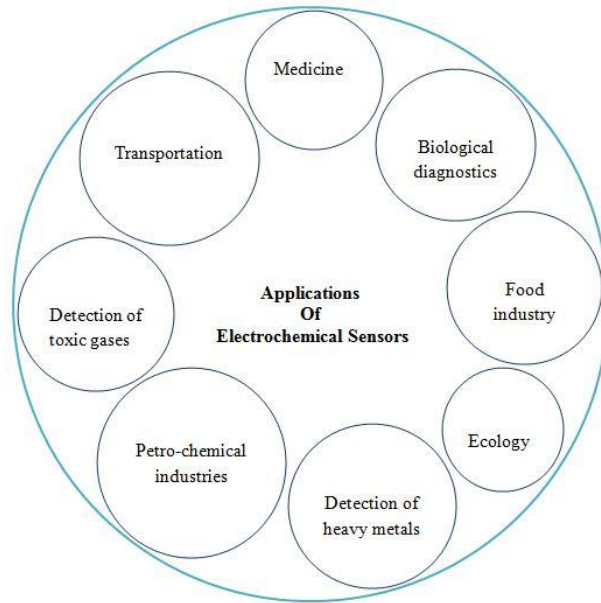 Medicine
Biological
diagnostics
Food
industry
Ecology
Detection of
heavy metals
Petro-chemical
industries
Detection of
toxic gases
Transportation
Applications
Of
Electrochemical Sensors